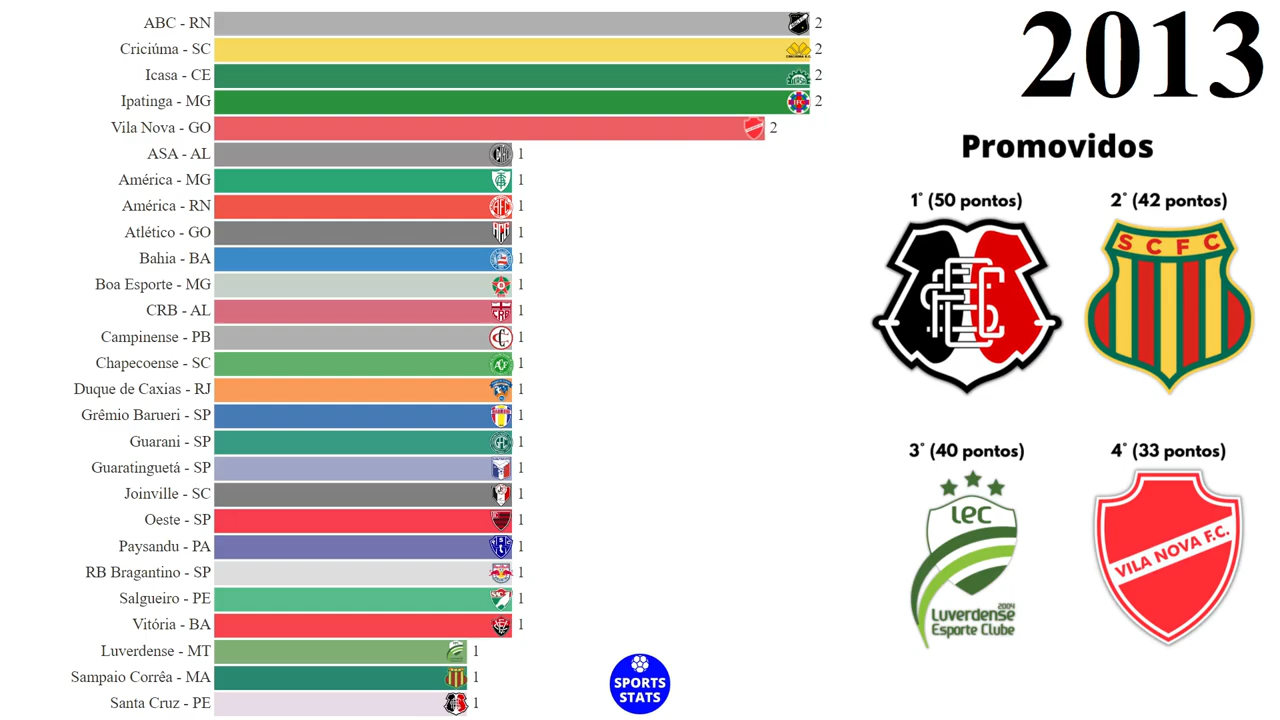 ABC - RN 2
Criciúma - SC 2
Icasa - CE 2
Ipatinga - MG 2
Vila Nova - GO 2
ASA - AL 1
América - MG 1
América - RN 1
Atlético - GO 1
Bahia - BA 1
Boa Esporte - MG 1
CRB - AL 1
Campinense - PB 1
Chapecoense - SC 1
Duque de Caxias - RJ 1
Grêmio Barueri - SP 1
Guarani - SP 1
Guaratinguetá - SP 1
Joinville - SC 1
Oeste - SP 1
Paysandu - PA 1
RB Bragantino - SP 1
Salgueiro - PE 1
Vitória - BA 1
Luverdense - MT 1
Sampaio Corrêa - MA 1
Santa Cruz - PE 1
SPORTS
STATS
2013
Promovidos
1° (50 pontos)
2° (42 pontos)
SCFC
3° (40 pontos)
4° (33 pontos)
LEC
2004
Luverdense
Esporte Clube
VILA NOVA F.C.